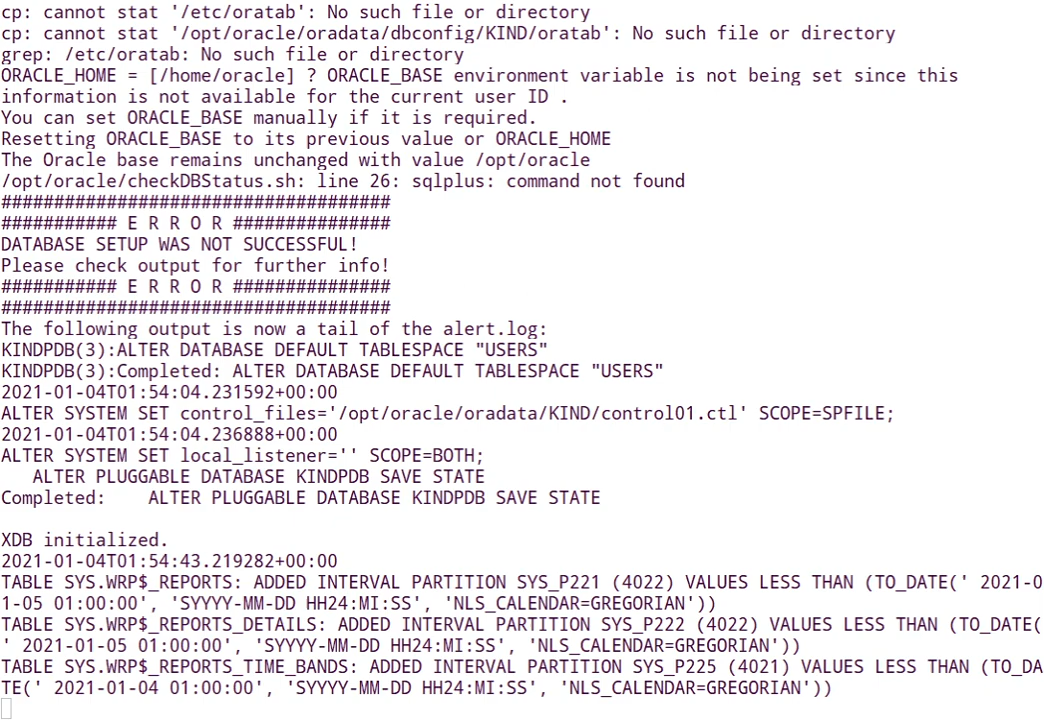 cp: cannot stat '/etc/oratab': No such file or directory
cp: cannot stat '/opt/oracle/oradata/dbconfig/KIND/oratab': No such file or directory
grep: /etc/oratab: No such file or directory
ORACLE_HOME = [/home/oracle] ? ORACLE_BASE environment variable is not being set since this
information is not available for the current user ID .
You can set ORACLE_BASE manually if it is required.
Resetting ORACLE_BASE to its previous value or ORACLE_HOME
The Oracle base remains unchanged with value /opt/oracle
/opt/oracle/checkDBStatus.sh: line 26: sqlplus: command not found
#####################################
########### E R R O R ###############
DATABASE SETUP WAS NOT SUCCESSFUL!
Please check output for further info!
########### E R R O R ###############
#####################################
The following output is now a tail of the alert.log:
KINDPDB(3):ALTER DATABASE DEFAULT TABLESPACE "USERS"
KINDPDB(3):Completed: ALTER DATABASE DEFAULT TABLESPACE "USERS"
2021-01-04T01:54:04.231592+00:00
ALTER SYSTEM SET control_files='/opt/oracle/oradata/KIND/control01.ctl' SCOPE=SPFILE;
2021-01-04T01:54:04.236888+00:00
ALTER SYSTEM SET local_listener='' SCOPE=BOTH;
   ALTER PLUGGABLE DATABASE KINDPDB SAVE STATE
Completed:    ALTER PLUGGABLE DATABASE KINDPDB SAVE STATE

XDB initialized.
2021-01-04T01:54:43.219282+00:00
TABLE SYS.WRP$_REPORTS: ADDED INTERVAL PARTITION SYS_P221 (4022) VALUES LESS THAN (TO_DATE(' 2021-0
1-05 01:00:00', 'SYYYY-MM-DD HH24:MI:SS', 'NLS_CALENDAR=GREGORIAN'))
TABLE SYS.WRP$_REPORTS_DETAILS: ADDED INTERVAL PARTITION SYS_P222 (4022) VALUES LESS THAN (TO_DATE(
' 2021-01-05 01:00:00', 'SYYYY-MM-DD HH24:MI:SS', 'NLS_CALENDAR=GREGORIAN'))
TABLE SYS.WRP$_REPORTS_TIME_BANDS: ADDED INTERVAL PARTITION SYS_P225 (4021) VALUES LESS THAN (TO_DA
TE(' 2021-01-04 01:00:00', 'SYYYY-MM-DD HH24:MI:SS', 'NLS_CALENDAR=GREGORIAN'))